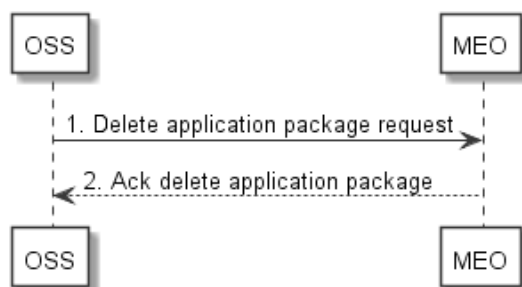 OSS MEO
1. Delete application package request
2. Ack delete application package
OSS MEO